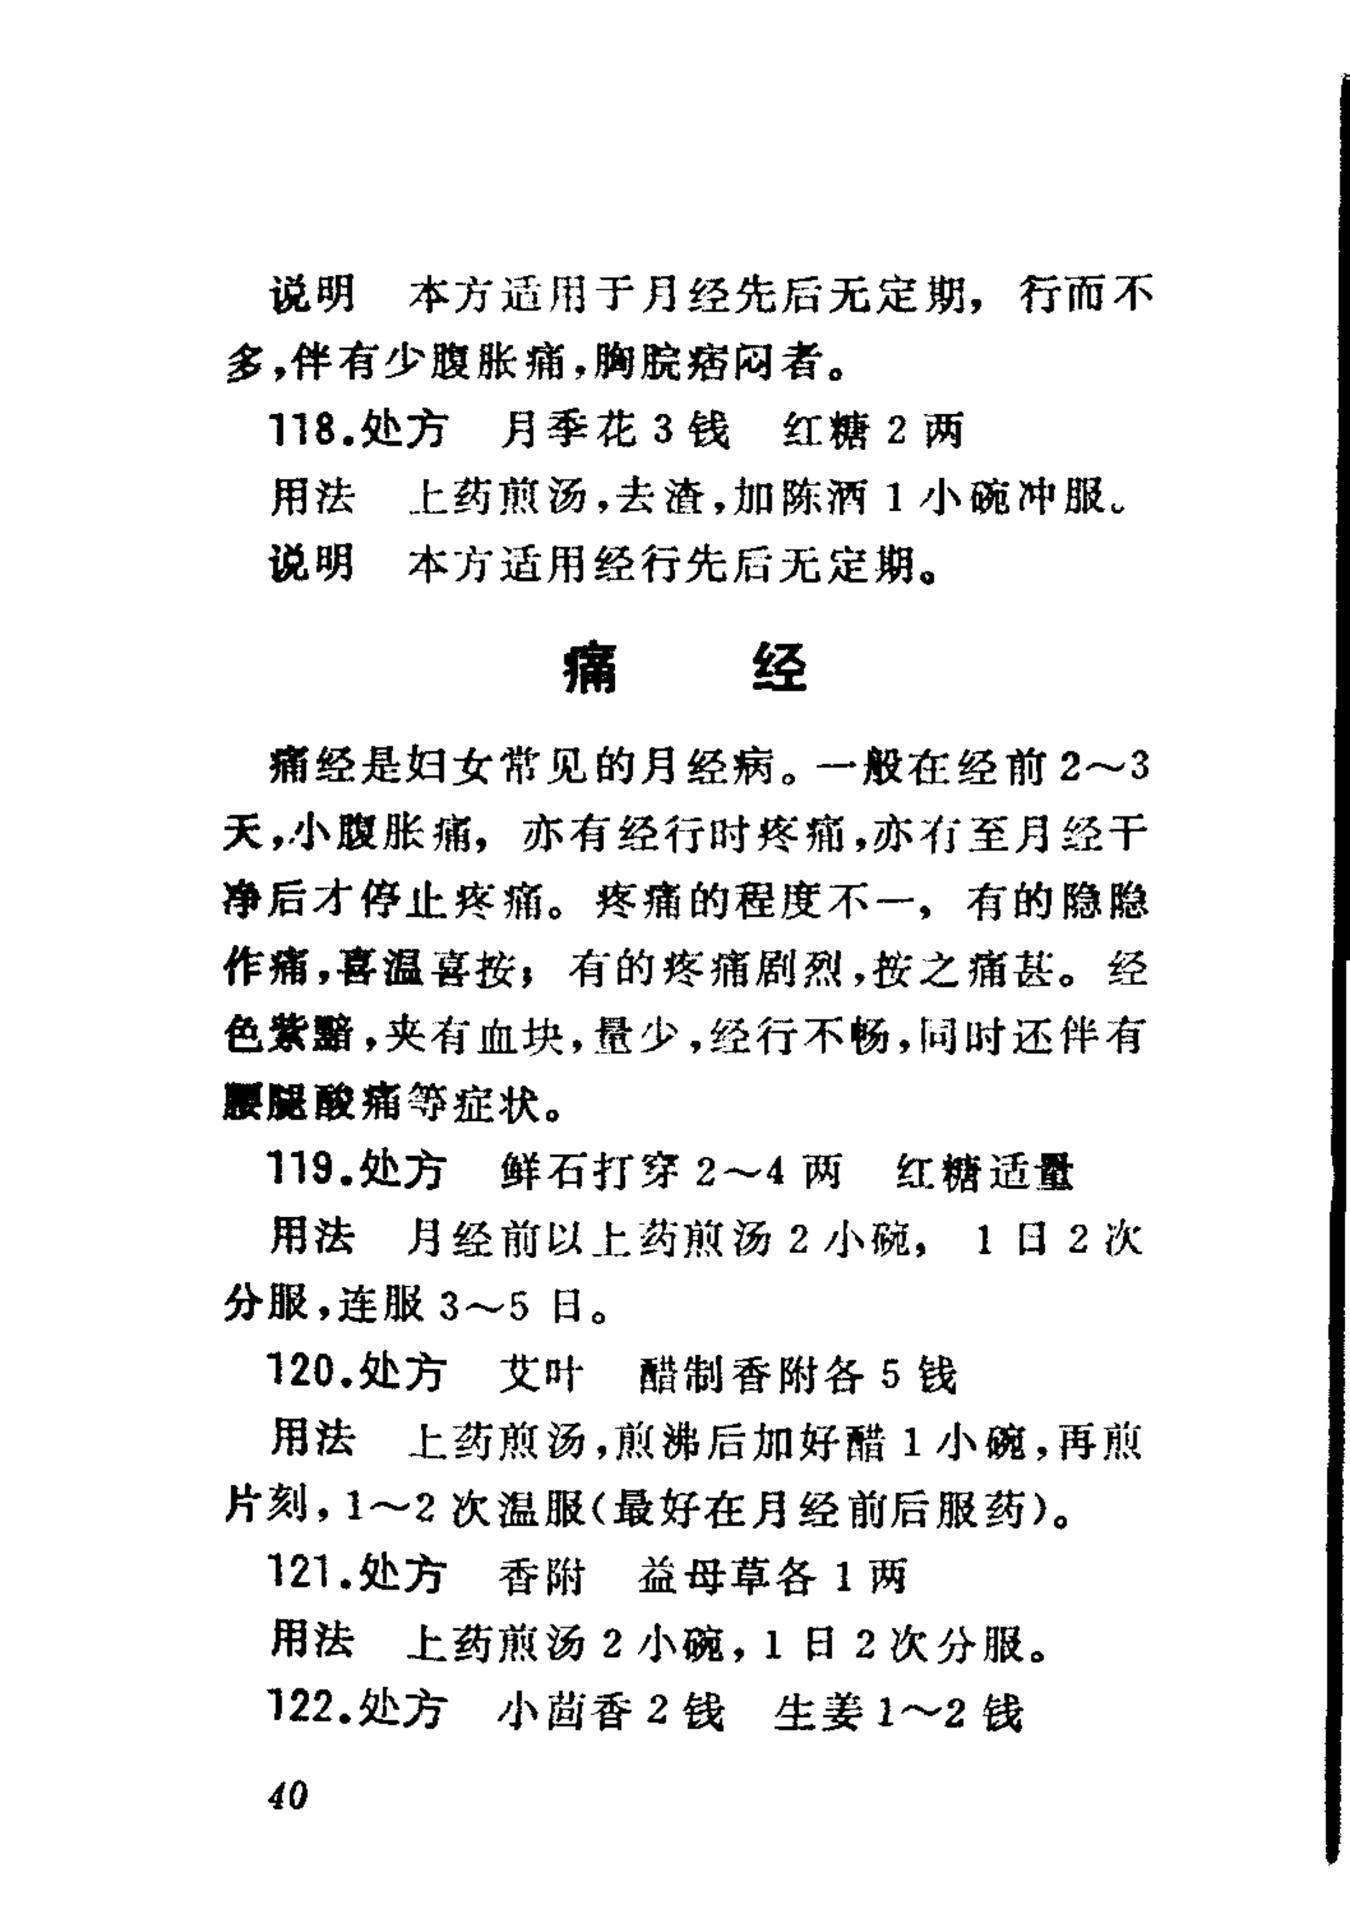 说明　本方适用于月经先后无定期，行而不
多，伴有少腹胀痛，胸脘痞闷者。
118.处方　月季花3钱　红糖2两
用法　上药煎汤，去渣，加陈酒1小碗冲服。
说明　本方适用经行先后无定期。
痛　经
痛经是妇女常见的月经病。一般在经前2～3
天，小腹胀痛，亦有经行时疼痛，亦有至月经干
净后才停止疼痛。疼痛的程度不一，有的隐隐
作痛，喜温喜按；有的疼痛剧烈，按之痛甚。经
色紫黯，夹有血块，量少，经行不畅，同时还伴有
腰腿酸痛等症状。
119.处方　鲜石打穿2～4两　红糖适量
用法　月经前以上药煎汤2小碗，1日2次
分服，连服3～5日。
120.处方　艾叶　醋制香附各5钱
用法　上药煎汤，煎沸后加好醋1小碗，再煎
片刻，1～2次温服（最好在月经前后服药）。
121.处方　香附　益母草各1两
用法　上药煎汤2小碗，1日2次分服。
122.处方　小茴香2钱　生姜1～2钱
40